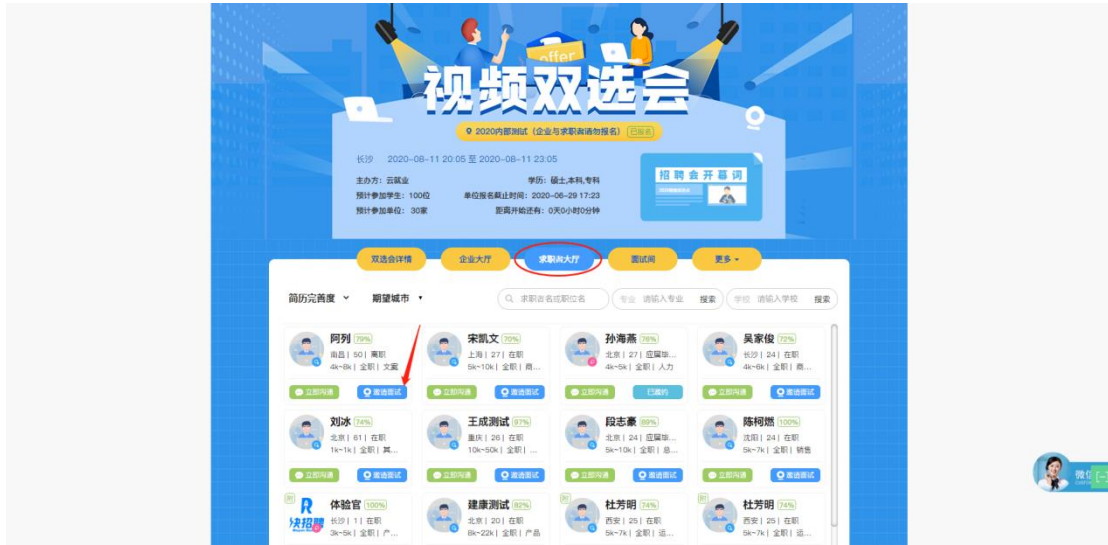 offer
视频双选会
2020内部测试（企业与求职者请勿报名） 已报名
长沙 2020-08-11 20:05 至 2020-08-11 23:05
主办方：云就业 学历：硕士,本科,专科
预计参加学生：100位 单位报名截止时间：2020-06-29 17:23
预计参加单位：30家 距离开始还有：0天0小时0分钟
招聘会开幕词
双选会详情 企业大厅 求职者大厅 面试间 更多
简历完善度 期望城市 求职者名或职位名 专业 请输入专业 搜索 学校 请输入学校 搜索
阿列 79% 宋凯文 70% 孙海燕 78% 吴家俊 72%
南昌 | 50 | 离职 上海 | 27 | 在职 北京 | 27 | 应届毕... 长沙 | 24 | 在职
4k~8k | 全职 | 文案 5k~10k | 全职 | 商... 4k~5k | 全职 | 人力 4k~6k | 全职 | 商...
立即沟通 邀请面试 立即沟通 邀请面试 立即沟通 已邀约 立即沟通 邀请面试
刘冰 74% 王成测试 97% 段志豪 89% 陈柯燃 100%
北京 | 61 | 在职 重庆 | 26 | 在职 北京 | 24 | 应届毕... 沈阳 | 24 | 在职
1k~1k | 全职 | 其... 10k~50k | 全职 | ... 5k~10k | 全职 | 总... 5k~7k | 全职 | 销售
立即沟通 邀请面试 立即沟通 邀请面试 立即沟通 邀请面试 立即沟通 邀请面试
体验官 100% 建康测试 82% 附 杜芳明 74% 附 杜芳明 74%
快招聘 长沙 | 1 | 在职 北京 | 20 | 在职 西安 | 25 | 在职 西安 | 25 | 在职
3k~5k | 全职 | 产... 8k~22k | 全职 | 产品 5k~7k | 全职 | 运... 5k~7k | 全职 | 运...
微信